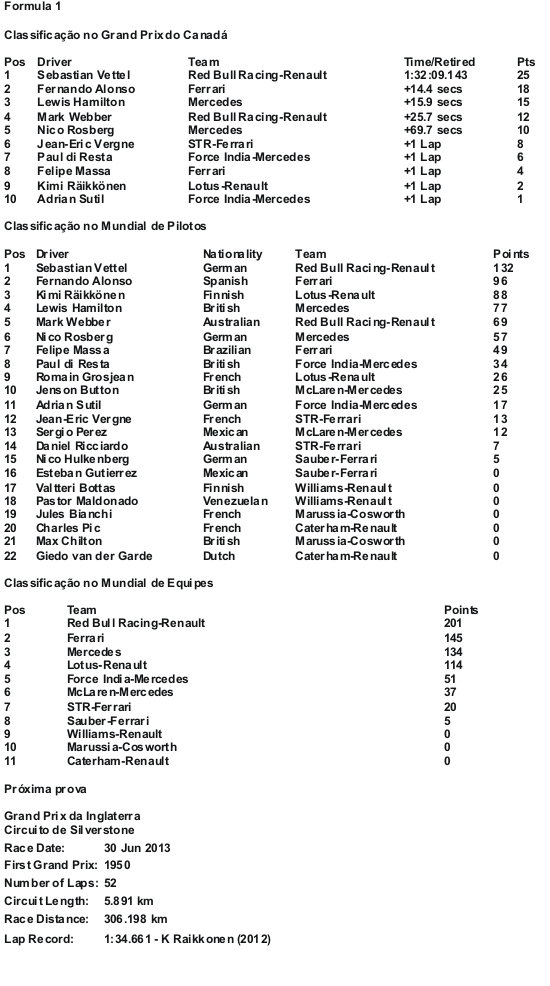 Formula 1
Classificação no Grand Prix do Canadá
Pos Driver Team Time/Retired Pts
1 Sebastian Vettel Red Bull Racing-Renault 1:32:09.143 25
2 Fernando Alonso Ferrari +14.4 secs 18
3 Lewis Hamilton Mercedes +15.9 secs 15
4 Mark Webber Red Bull Racing-Renault +25.7 secs 12
5 Nico Rosberg Mercedes +69.7 secs 10
6 Jean-Eric Vergne STR-Ferrari +1 Lap 8
7 Paul di Resta Force India-Mercedes +1 Lap 6
8 Felipe Massa Ferrari +1 Lap 4
9 Kimi Räikkönen Lotus-Renault +1 Lap 2
10 Adrian Sutil Force India-Mercedes +1 Lap 1
Classificação no Mundial de Pilotos
Pos Driver Nationality Team Points
1 Sebastian Vettel German Red Bull Racing-Renault 132
2 Fernando Alonso Spanish Ferrari 96
3 Kimi Räikkönen Finnish Lotus-Renault 88
4 Lewis Hamilton British Mercedes 77
5 Mark Webber Australian Red Bull Racing-Renault 69
6 Nico Rosberg German Mercedes 57
7 Felipe Massa Brazilian Ferrari 49
8 Paul di Resta British Force India-Mercedes 34
9 Romain Grosjean French Lotus-Renault 26
10 Jenson Button British McLaren-Mercedes 25
11 Adrian Sutil German Force India-Mercedes 17
12 Jean-Eric Vergne French STR-Ferrari 13
13 Sergio Perez Mexican McLaren-Mercedes 12
14 Daniel Ricciardo Australian STR-Ferrari 7
15 Nico Hulkenberg German Sauber-Ferrari 5
16 Esteban Gutierrez Mexican Sauber-Ferrari 0
17 Valtteri Bottas Finnish Williams-Renault 0
18 Pastor Maldonado Venezuelan Williams-Renault 0
19 Jules Bianchi French Marussia-Cosworth 0
20 Charles Pic French Caterham-Renault 0
21 Max Chilton British Marussia-Cosworth 0
22 Giedo van der Garde Dutch Caterham-Renault 0
Classificação no Mundial de Equipes
Pos Team Points
1 Red Bull Racing-Renault 201
2 Ferrari 145
3 Mercedes 134
4 Lotus-Renault 114
5 Force India-Mercedes 51
6 McLaren-Mercedes 37
7 STR-Ferrari 20
8 Sauber-Ferrari 5
9 Williams-Renault 0
10 Marussia-Cosworth 0
11 Caterham-Renault 0
Próxima prova
Grand Prix da Inglaterra
Circuito de Silverstone
Race Date: 30 Jun 2013
First Grand Prix: 1950
Number of Laps: 52
Circuit Length: 5.891 km
Race Distance: 306.198 km
Lap Record: 1:34.661 - K Raikkonen (2012)